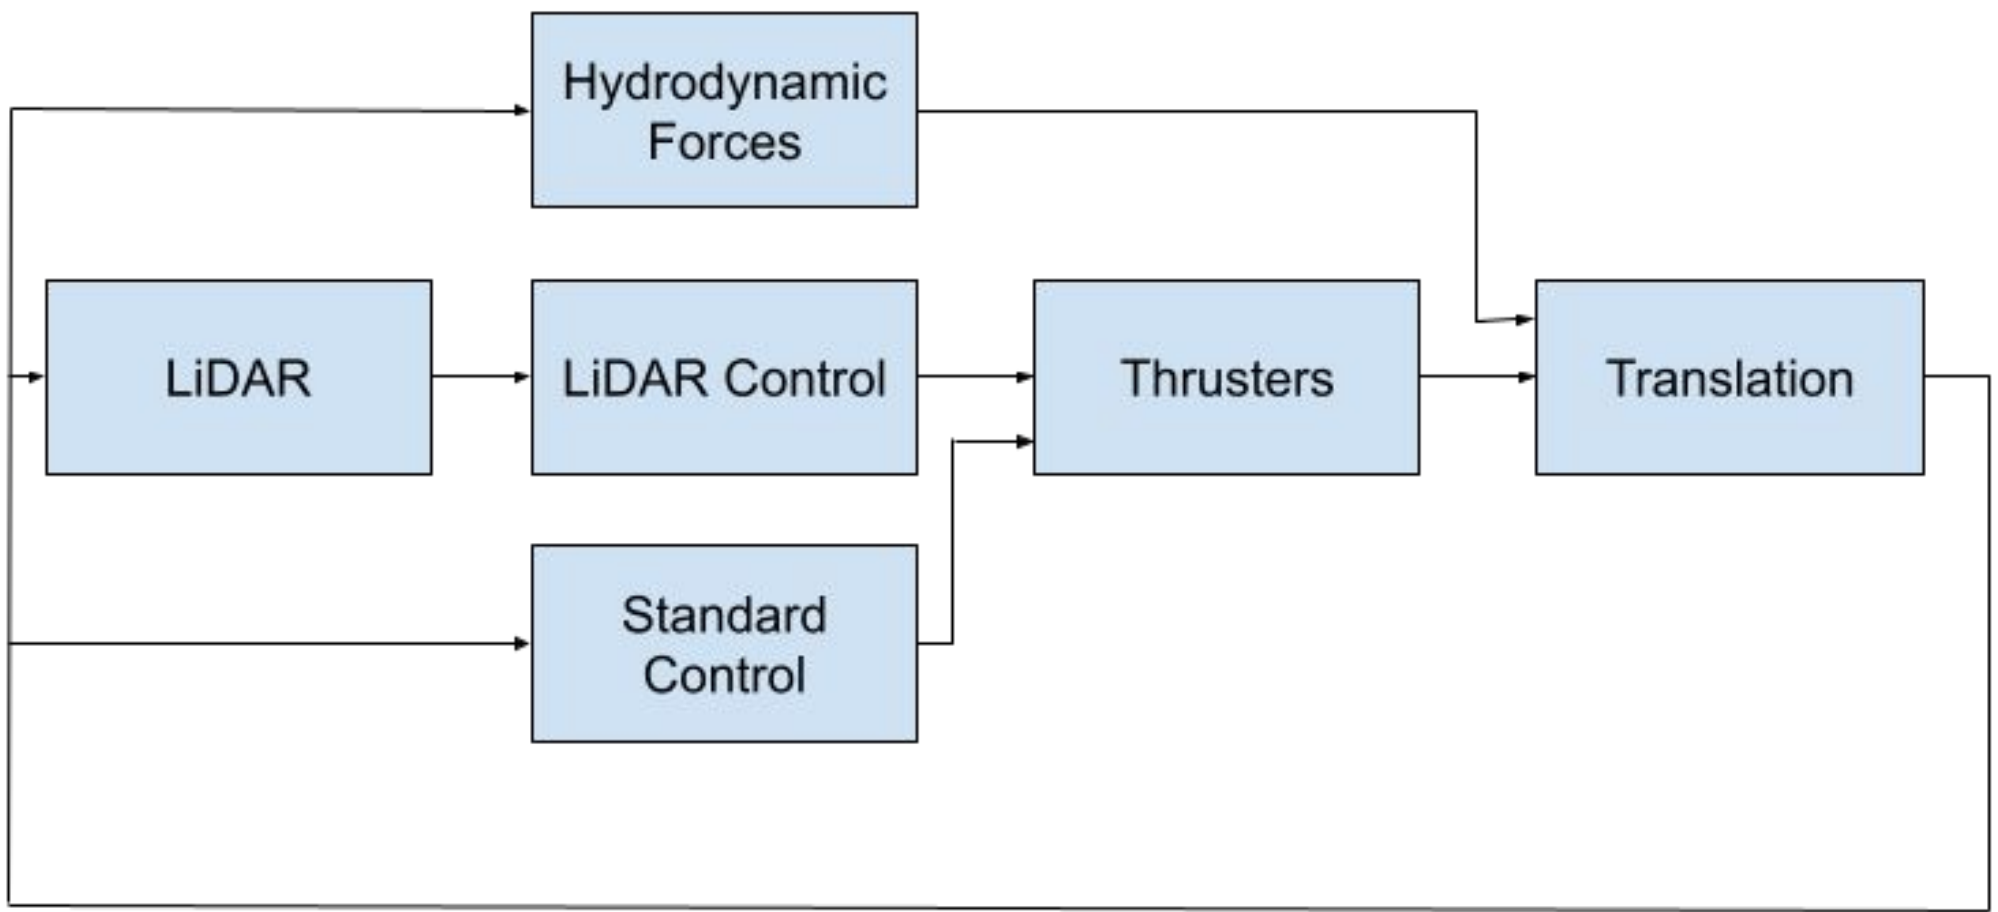 Hydrodynamic
Forces
LiDAR
LiDAR Control
Thrusters
Translation
Standard
Control